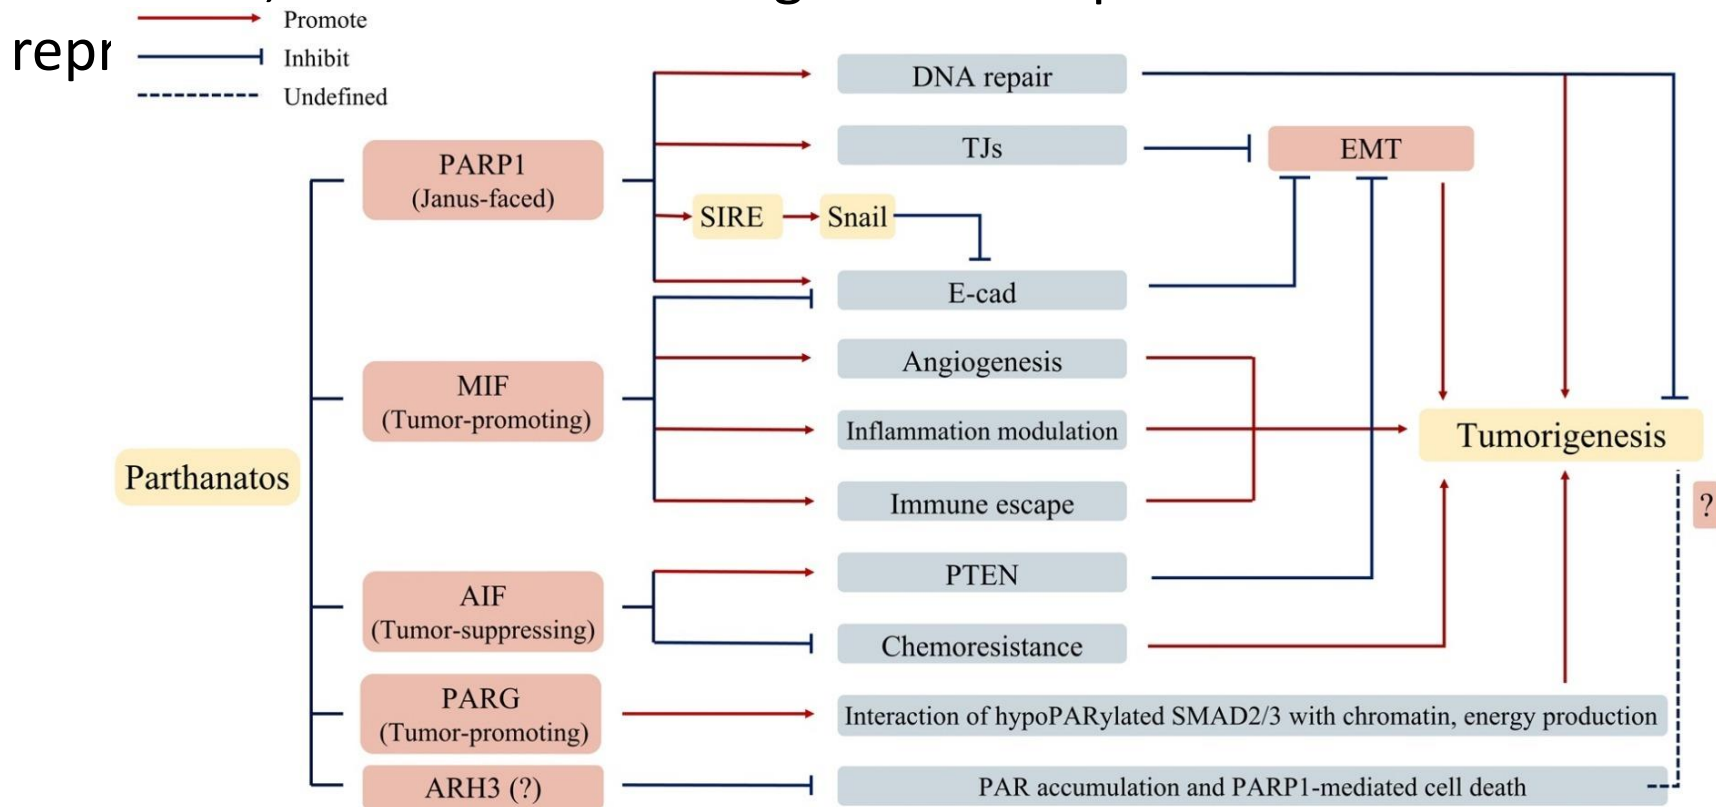 repr
Promote
Inhibit
Undefined
DNA repair
TJs
EMT
PARP1
(Janus-faced)
SIRE
Snail
E-cad
Angiogenesis
MIF
(Tumor-promoting)
Inflammation modulation
Tumorigenesis
Parthanatos
Immune escape
?
PTEN
AIF
(Tumor-suppressing)
Chemoresistance
PARG
(Tumor-promoting)
Interaction of hypoPARylated SMAD2/3 with chromatin, energy production
ARH3 (?)
PAR accumulation and PARP1-mediated cell death